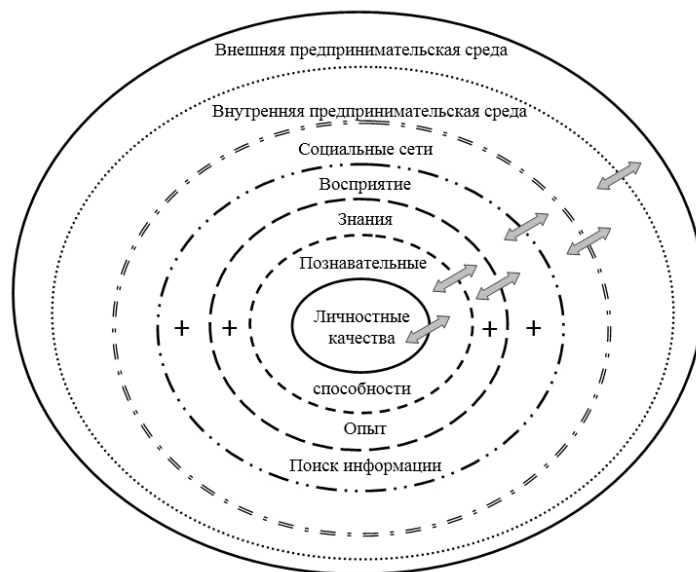 Внешняя предпринимательская среда
Внутренняя предпринимательская среда
Социальные сети
Восприятие
Знания
Познавательные
Личностные
качества
+ + + +
способности
Опыт
Поиск информации